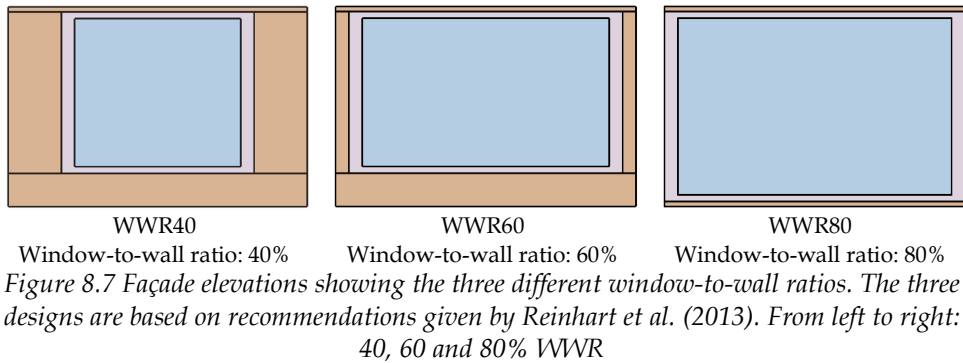 WWR40 WWR60 WWR80
Window-to-wall ratio: 40% Window-to-wall ratio: 60% Window-to-wall ratio: 80%
Figure 8.7 Façade elevations showing the three different window-to-wall ratios. The three
designs are based on recommendations given by Reinhart et al. (2013). From left to right:
40, 60 and 80% WWR